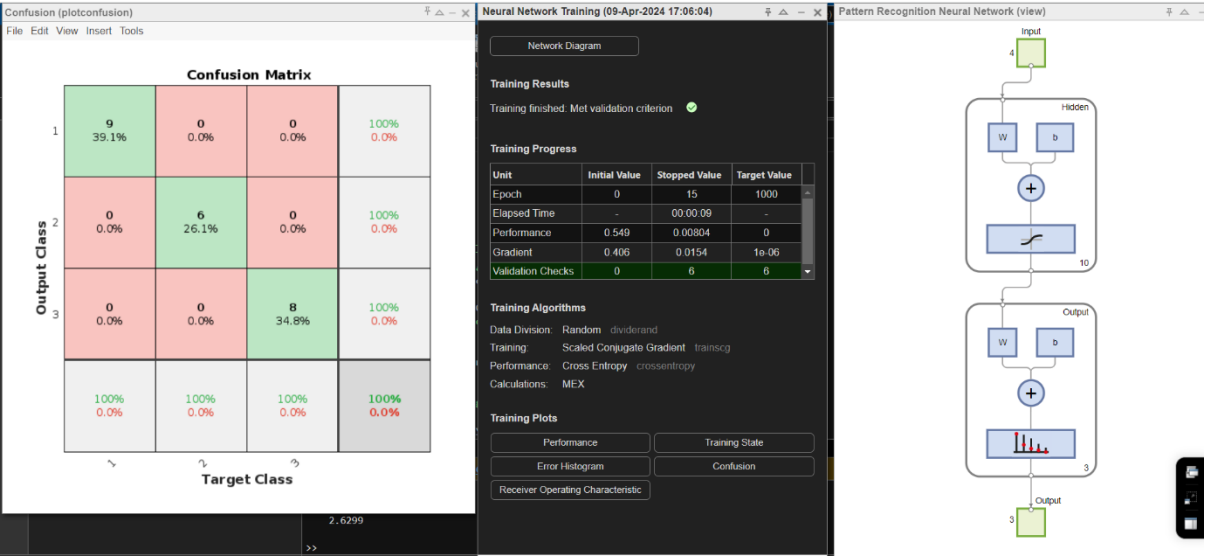 Confusion (plotconfusion)
File Edit View Insert Tools
Confusion Matrix
1
9
39.1%
0
0.0%
0
0.0%
100%
0.0%
2
0
0.0%
6
26.1%
0
0.0%
100%
0.0%
3
0
0.0%
0
0.0%
8
34.8%
100%
0.0%
100%
0.0%
100%
0.0%
100%
0.0%
100%
0.0%
1
2
3
Output Class
Target Class
2.6299
>>
Neural Network Training (09-Apr-2024 17:06:04)
Network Diagram
Training Results
Training finished: Met validation criterion
Training Progress
Unit Initial Value Stopped Value Target Value
Epoch 0 15 1000
Elapsed Time - 00:00:09 -
Performance 0.549 0.00804 0
Gradient 0.406 0.0154 1e-06
Validation Checks 0 6 6
Training Algorithms
Data Division: Random dividerand
Training: Scaled Conjugate Gradient trainscg
Performance: Cross Entropy crossentropy
Calculations: MEX
Training Plots
Performance Training State
Error Histogram Confusion
Receiver Operating Characteristic
Pattern Recognition Neural Network (view)
Input
4
Hidden
W b
+
10
Output
W b
+
3
Output
3